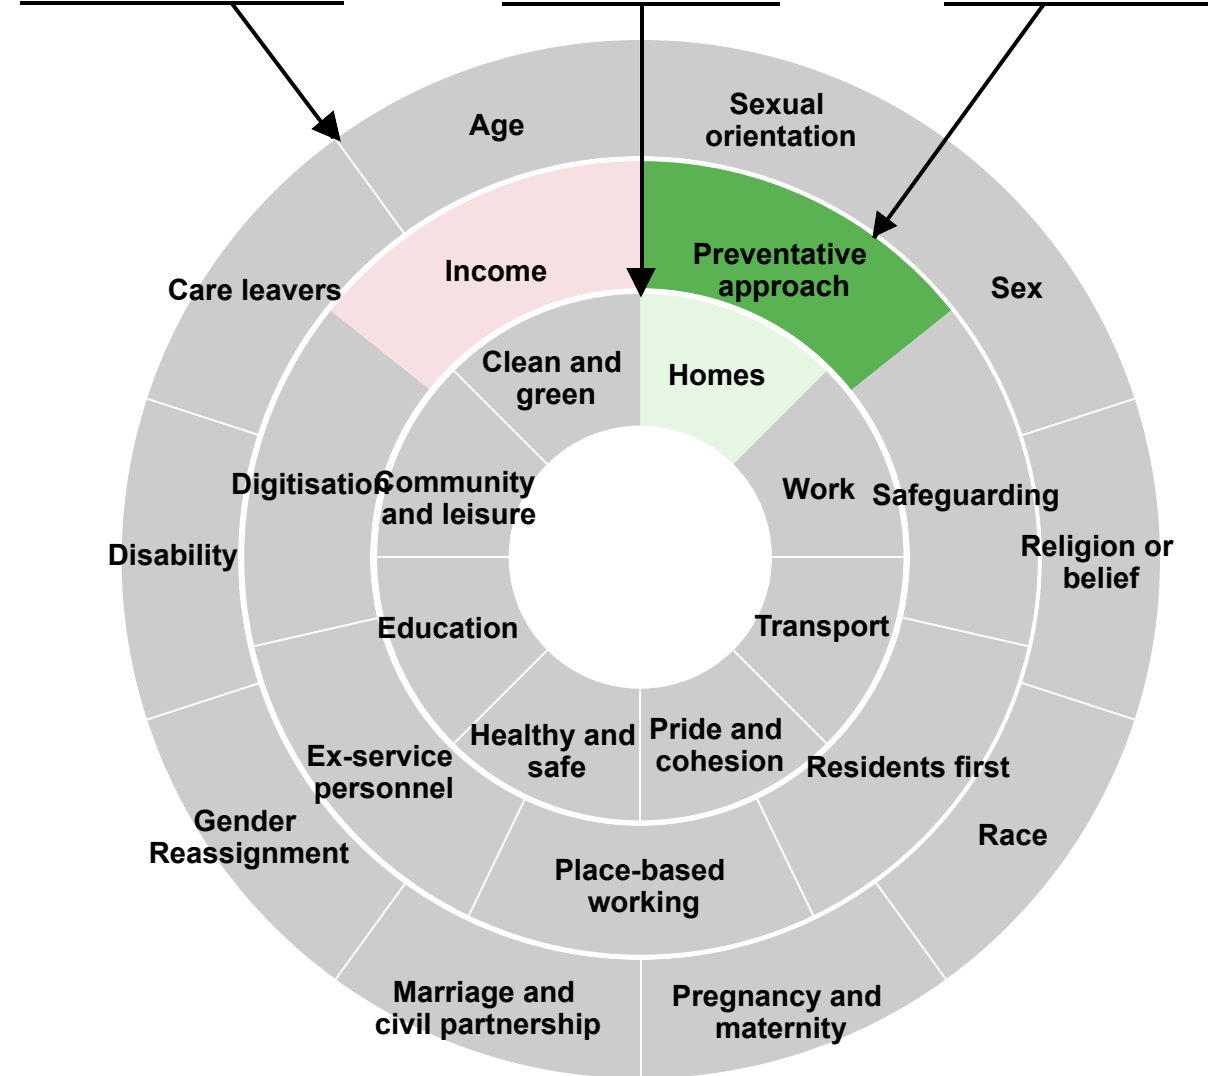 Age
Sexual
orientation
Income
Preventative
approach
Care leavers
Sex
Clean and
green
Homes
Digitisation
Community
and leisure
Work
Safeguarding
Disability
Religion or
belief
Education
Transport
Ex-service
personnel
Healthy and
safe
Pride and
cohesion
Residents first
Gender
Reassignment
Race
Place-based
working
Marriage and
civil partnership
Pregnancy and
maternity